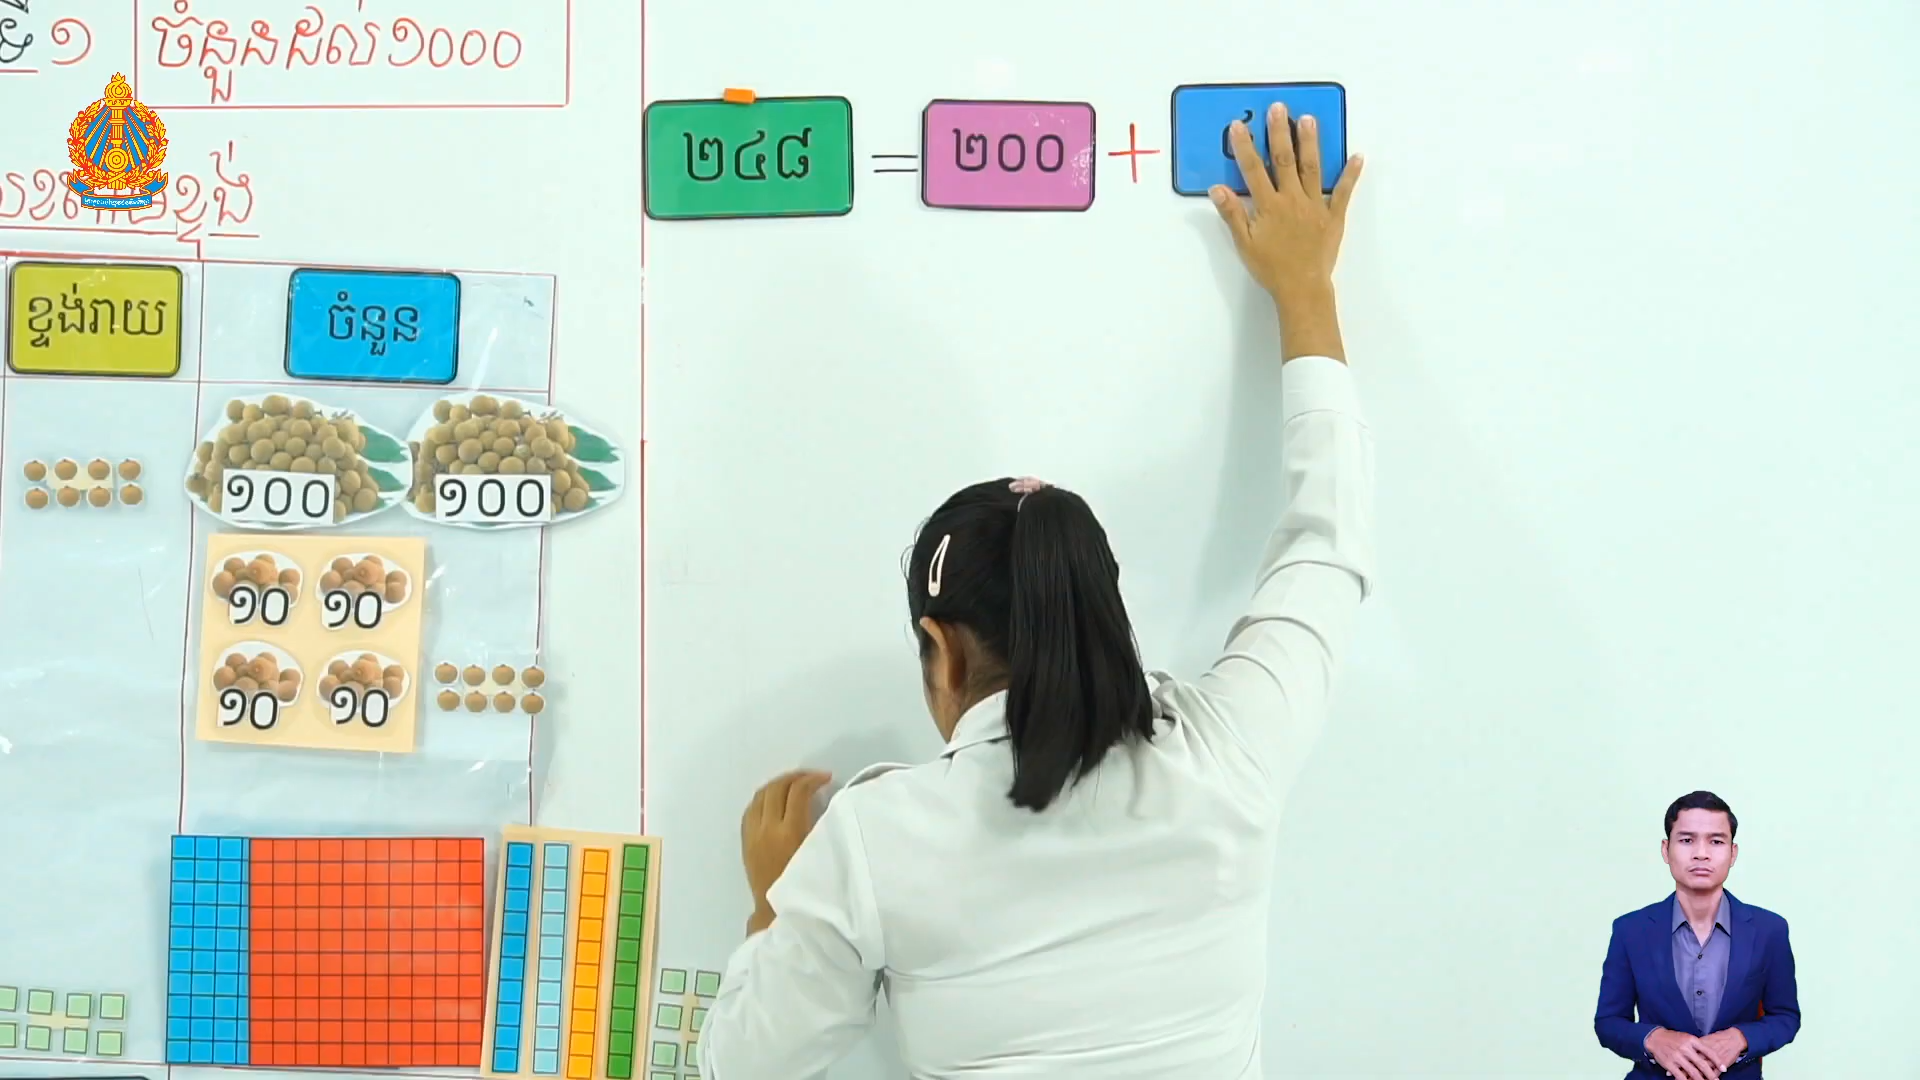 ១ ចំនួនដល់១០០០
២៤៨ = ២០០ +
ខ្ទង់រាយ ចំនួន
១០០ ១០០
១០ ១០
១០ ១០